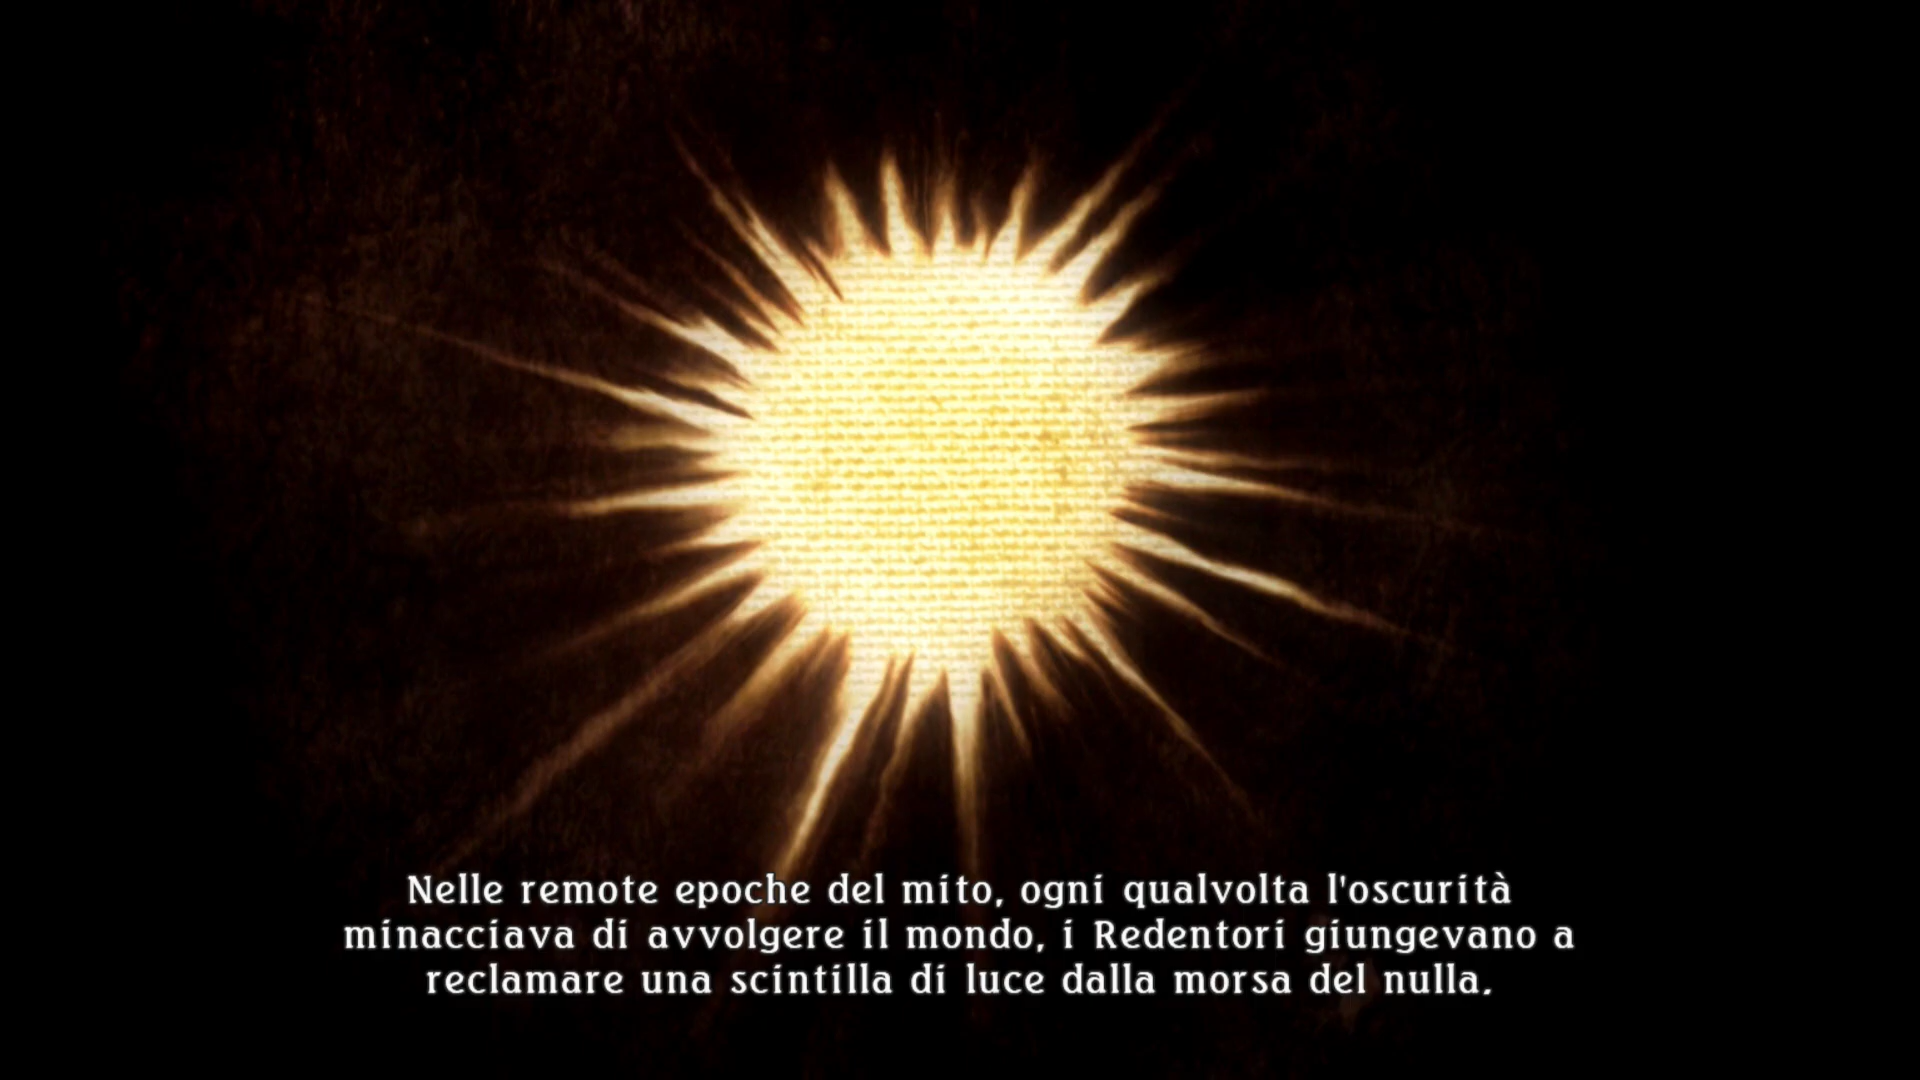 Nelle remote epoche del mito, ogni qualvolta l'oscurità
minacciava di avvolgere il mondo, i Redentori giungevano a
reclamare una scintilla di luce dalla morsa del nulla.